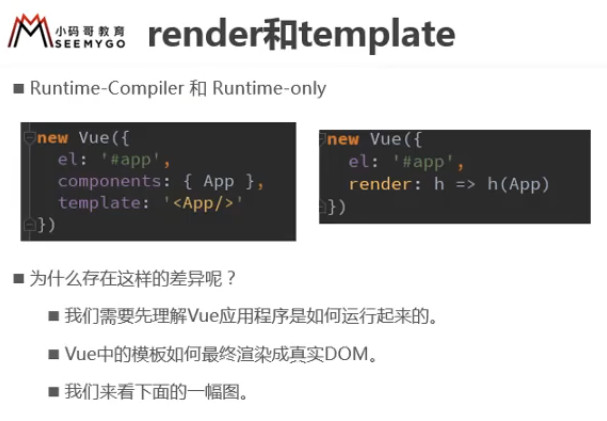 小码哥教育
SEEMYGO
render和template
■ Runtime-Compiler 和 Runtime-only
new Vue({
el: '#app',
components: { App },
template: '<App/>'
})
new Vue({
el: '#app',
render: h => h(App)
})
■ 为什么存在这样的差异呢？
■ 我们需要先理解Vue应用程序是如何运行起来的。
■ Vue中的模板如何最终渲染成真实DOM。
■ 我们来看下面的一幅图。